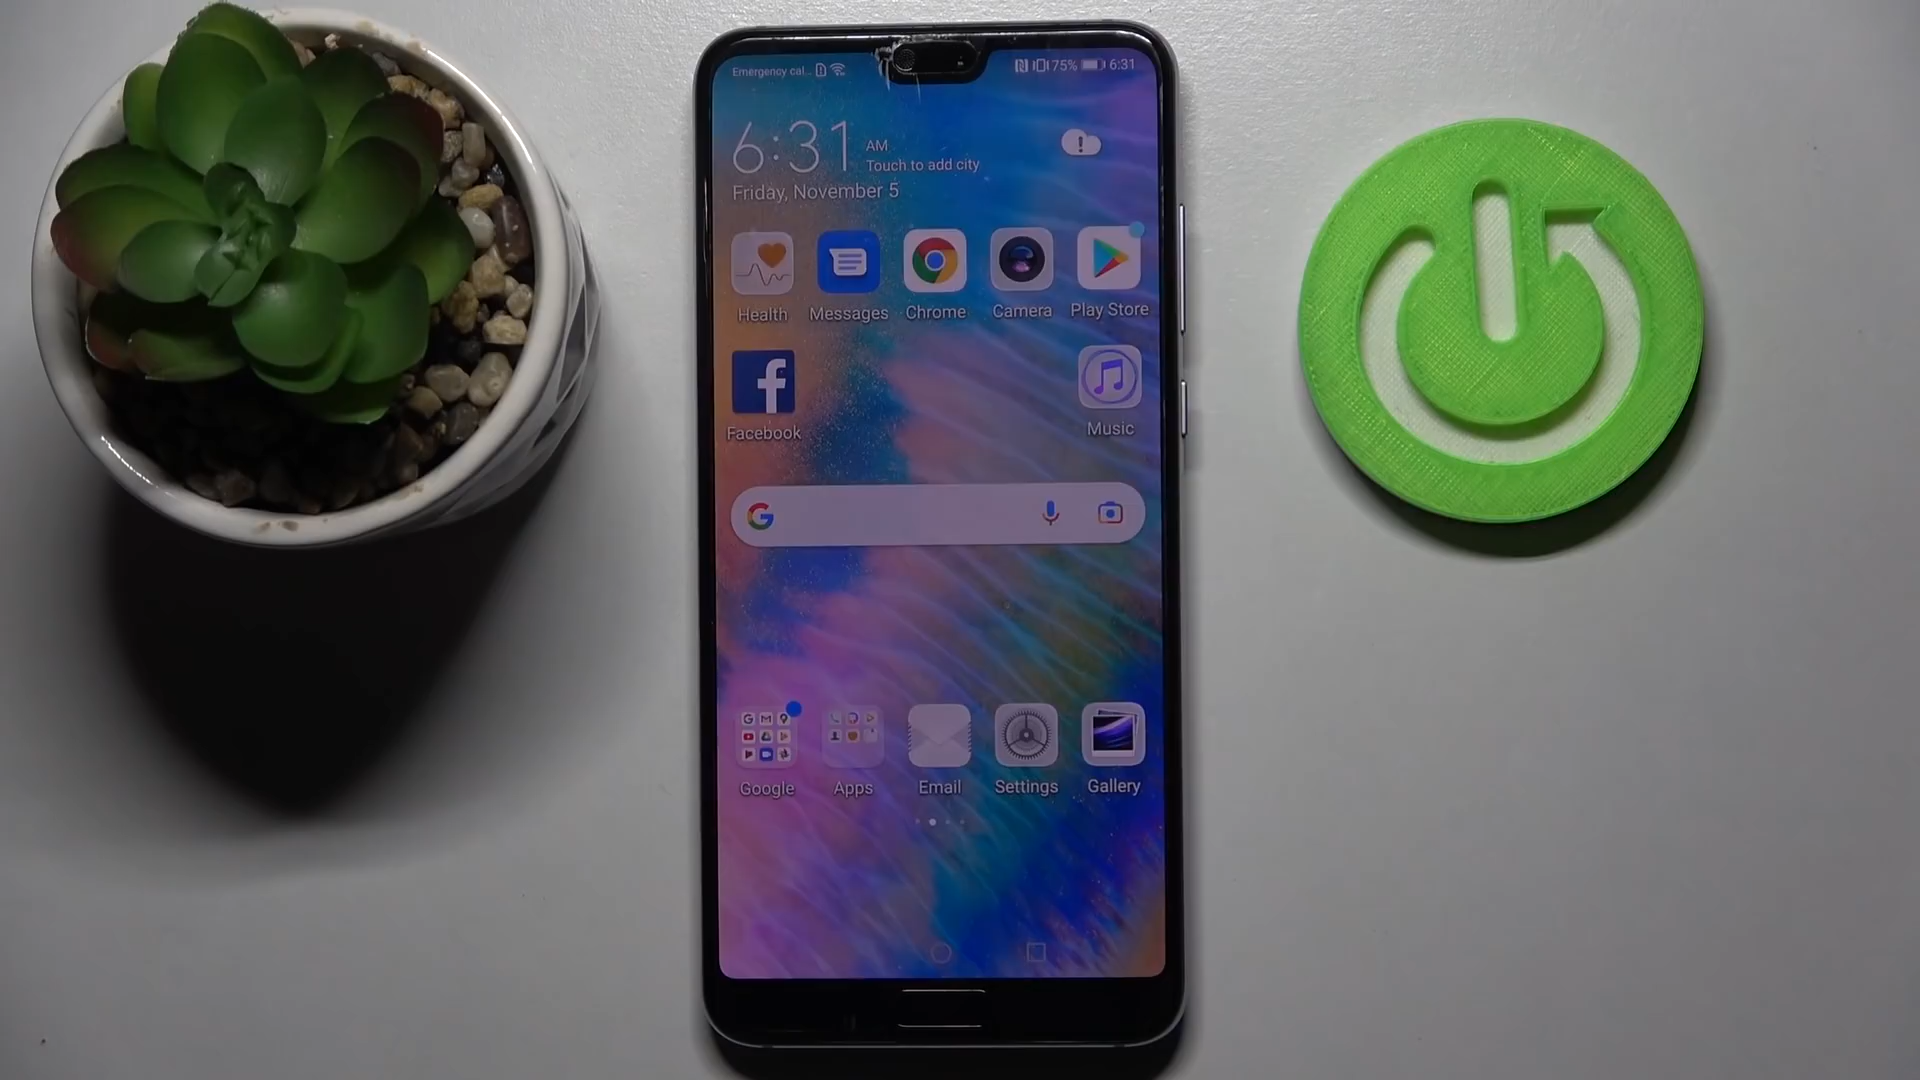 Emergency cal...
75% 6:31
6:31 AM
Touch to add city
Friday, November 5
Health Messages Chrome Camera Play Store
Facebook Music
Google Apps Email Settings Gallery